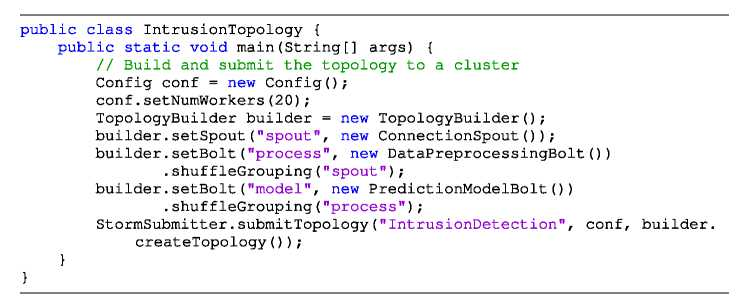 public class IntrusionTopology {
    public static void main(String[] args) {
        // Build and submit the topology to a cluster
        Config conf = new Config();
        conf.setNumWorkers(20);
        TopologyBuilder builder = new TopologyBuilder();
        builder.setSpout("spout", new ConnectionSpout());
        builder.setBolt("process", new DataPreprocessingBolt())
                .shuffleGrouping("spout");
        builder.setBolt("model", new PredictionModelBolt())
                .shuffleGrouping("process");
        StormSubmitter.submitTopology("IntrusionDetection", conf, builder.
            createTopology());
    }
}